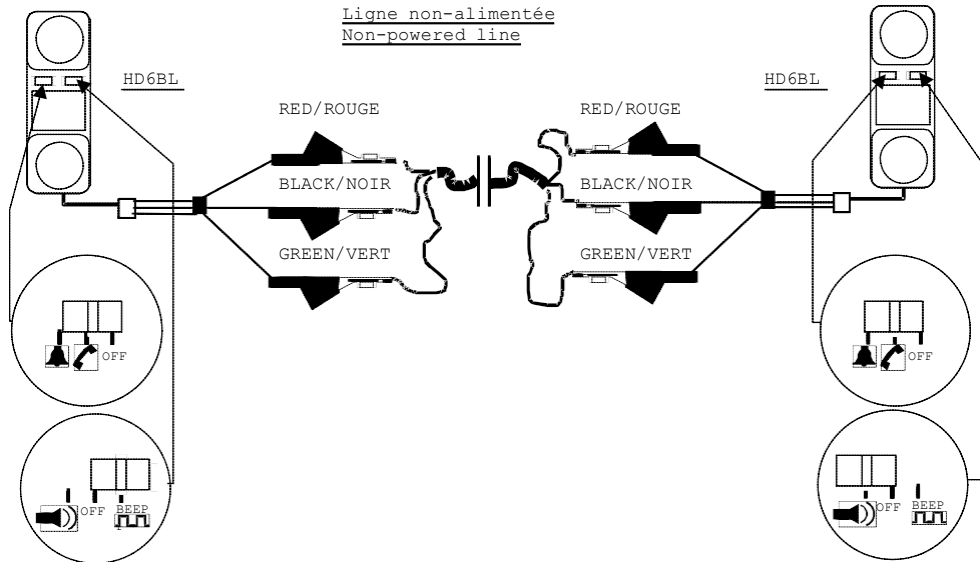 Ligne non-alimentée
Non-powered line
HD6BL
HD6BL
RED/ROUGE
RED/ROUGE
BLACK/NOIR
BLACK/NOIR
GREEN/VERT
GREEN/VERT
OFF
OFF
OFF
BEEP
OFF
BEEP